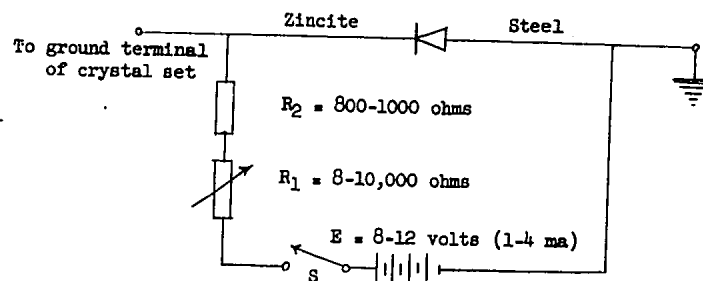 Zincite
Steel
To ground terminal
of crystal set
R2 = 800-1000 ohms
R1 = 8-10,000 ohms
E = 8-12 volts (1-4 ma)
S